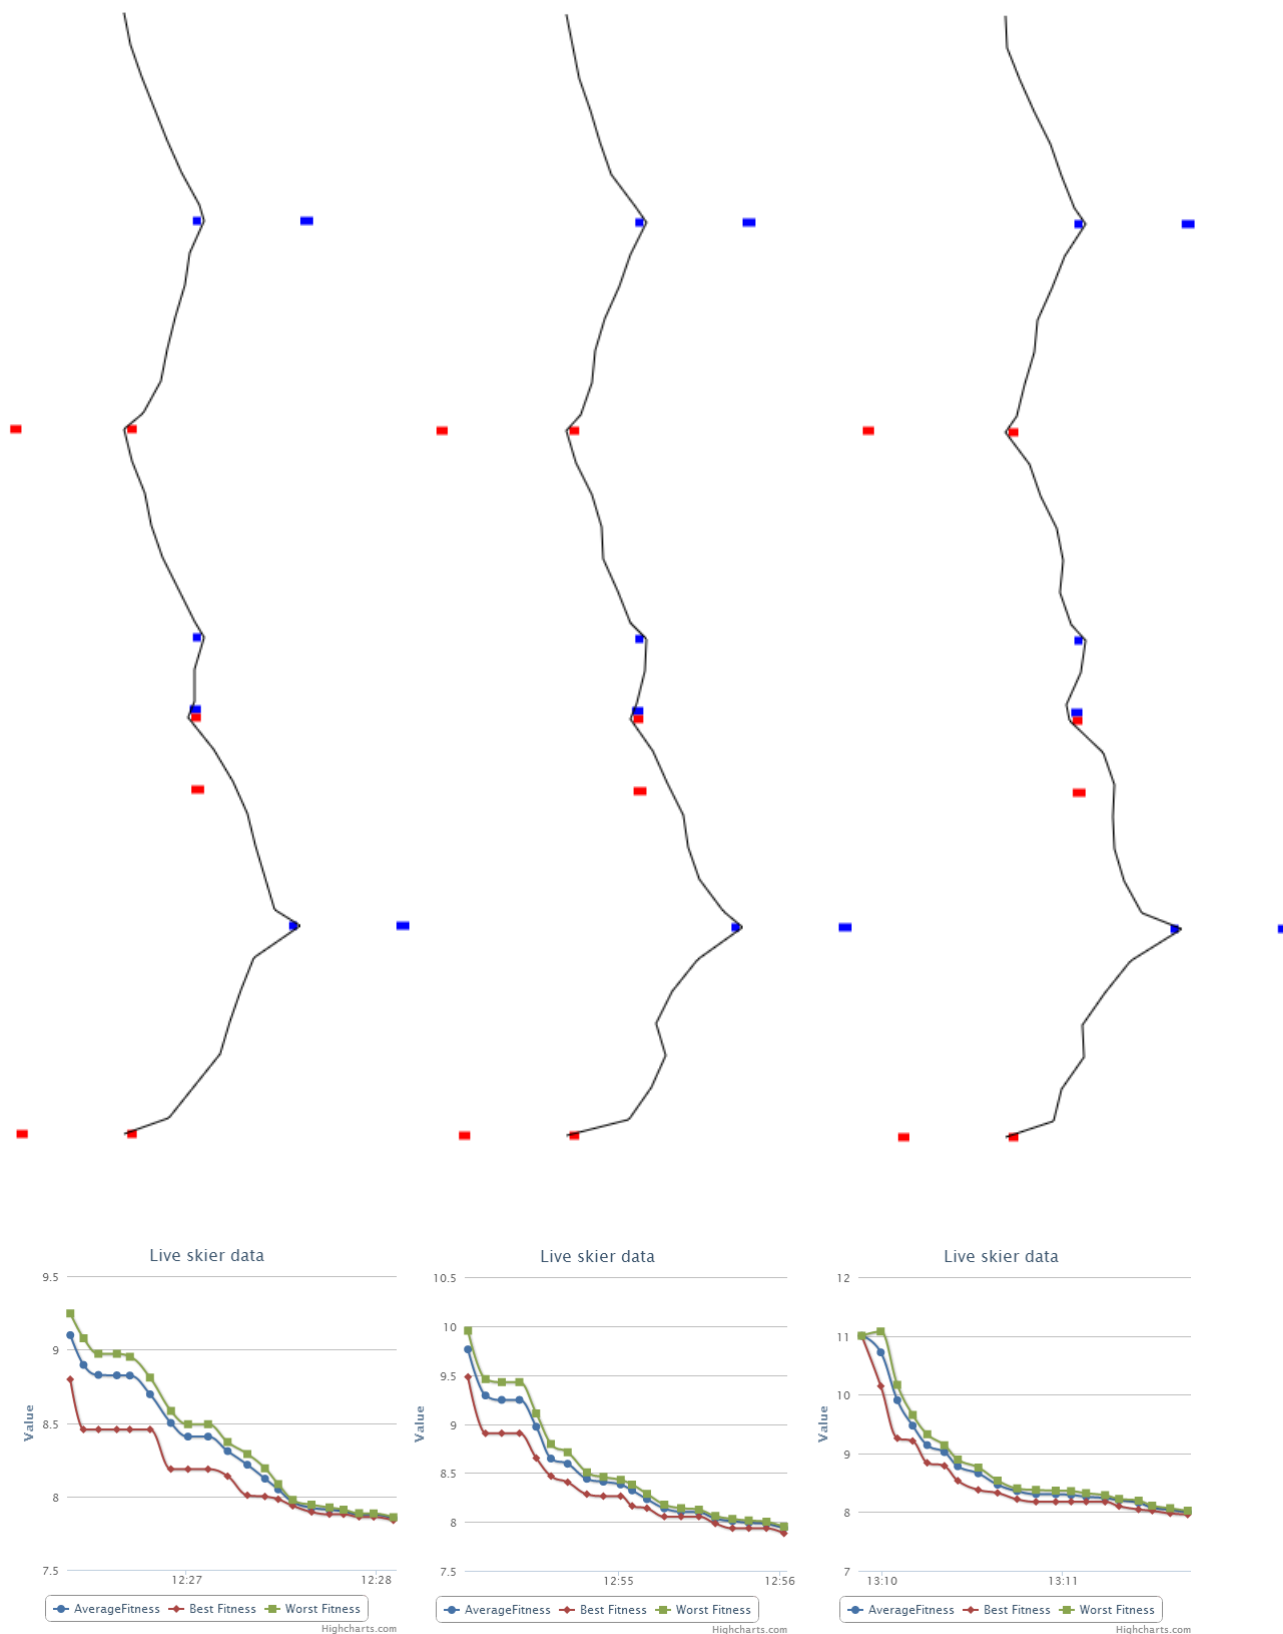 Live skier data
9.5
9
8.5
8
7.5
Value
12:27 12:28
AverageFitness Best Fitness Worst Fitness
Highcharts.com
Live skier data
10.5
10
9.5
9
8.5
8
7.5
Value
12:55 12:56
AverageFitness Best Fitness Worst Fitness
Highcharts.com
Live skier data
12
11
10
9
8
7
Value
13:10 13:11
AverageFitness Best Fitness Worst Fitness
Highcharts.com